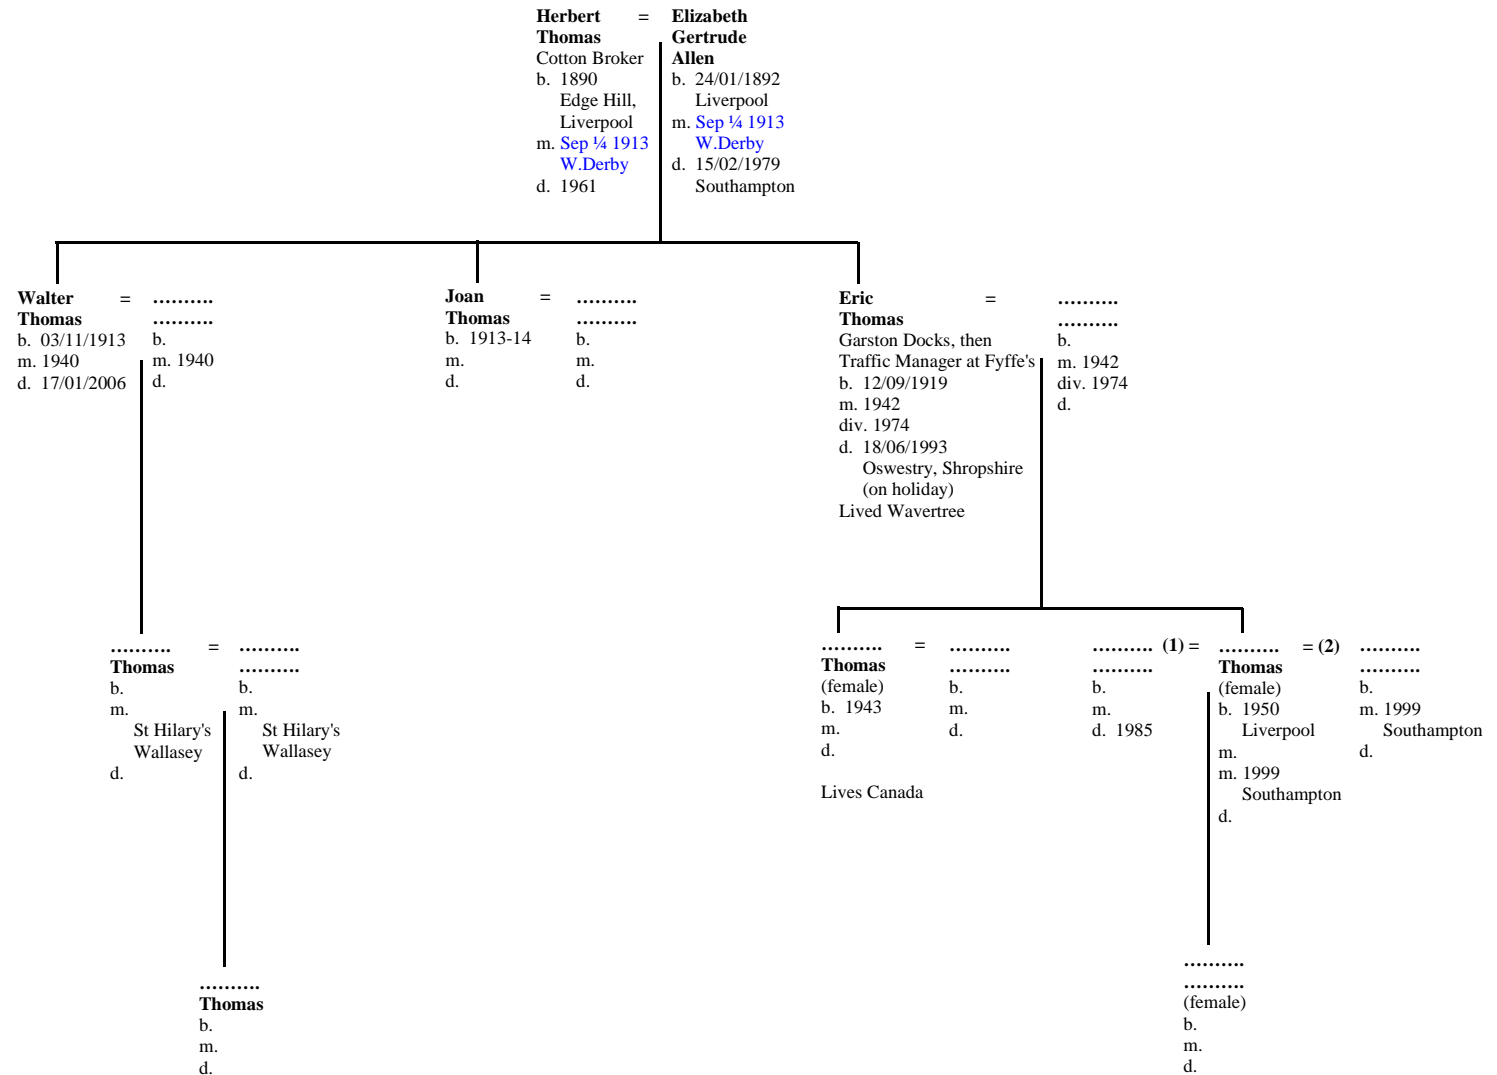 Herbert = Elizabeth
Thomas Gertrude
Cotton Broker Allen
b. 1890 b. 24/01/1892
Edge Hill, Liverpool
Liverpool m. Sep ¼ 1913
m. Sep ¼ 1913 W.Derby
W.Derby d. 15/02/1979
d. 1961 Southampton
Walter = ……….
Thomas ……….
b. 03/11/1913 b.
m. 1940 m. 1940
d. 17/01/2006 d.
Joan = ……….
Thomas ……….
b. 1913-14 b.
m. m.
d. d.
Eric = ……….
Thomas ……….
Garston Docks, then b.
Traffic Manager at Fyffe's m. 1942
b. 12/09/1919 div. 1974
m. 1942 d.
div. 1974
d. 18/06/1993
Oswestry, Shropshire
(on holiday)
Lived Wavertree
………. = ……….
Thomas ……….
b. b.
m. m.
St Hilary's St Hilary's
Wallasey Wallasey
d. d.
………. = ……….
Thomas ……….
(female) b.
b. 1943 m.
m. d.
d.
Lives Canada
………. (1) = ………. = (2) ……….
………. Thomas ……….
b. (female) b.
m. b. 1950 m. 1999
d. 1985 Liverpool Southampton
m. d.
m. 1999
Southampton
d.
……….
Thomas
b.
m.
d.
……….
……….
(female)
b.
m.
d.